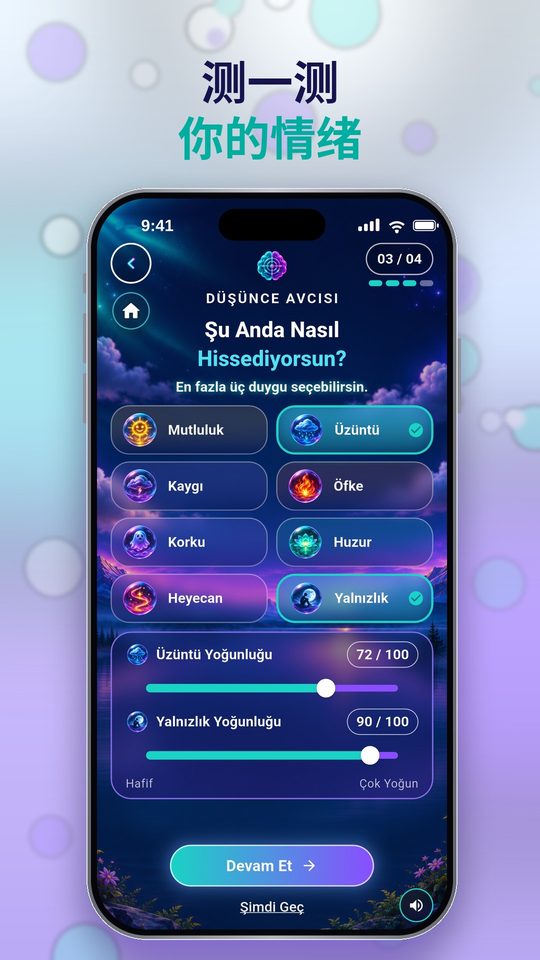 测一测
你的情绪
9:41
03 / 04
DÜŞÜNCE AVCISI
Şu Anda Nasıl
Hissediyorsun?
En fazla üç duygu seçebilirsin.
Mutluluk
Üzüntü
Kaygı
Öfke
Korku
Huzur
Heyecan
Yalnızlık
Üzüntü Yoğunluğu
72 / 100
Yalnızlık Yoğunluğu
90 / 100
Hafif
Çok Yoğun
Devam Et →
Şimdi Geç